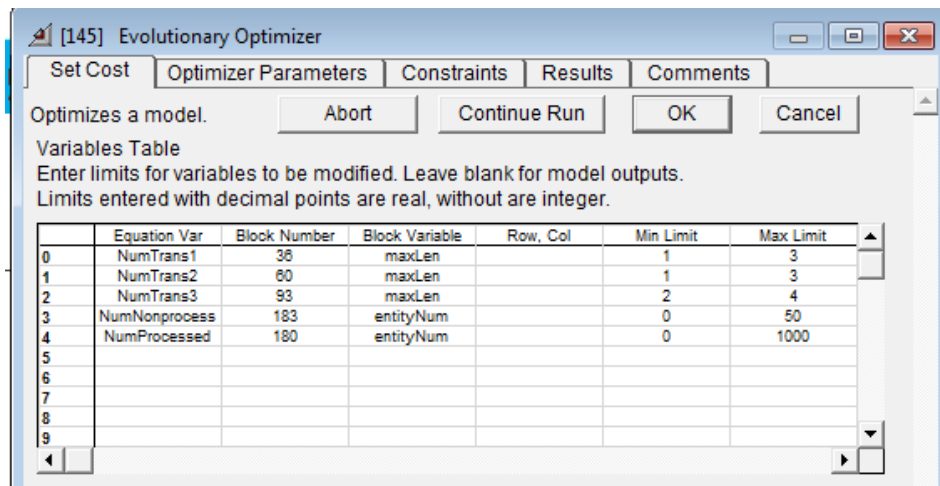 [145] Evolutionary Optimizer
Set Cost Optimizer Parameters Constraints Results Comments
Optimizes a model. Abort Continue Run OK Cancel
Variables Table
Enter limits for variables to be modified. Leave blank for model outputs.
Limits entered with decimal points are real, without are integer.
Equation Var Block Number Block Variable Row, Col Min Limit Max Limit
0 NumTrans1 36 maxLen 1 3
1 NumTrans2 60 maxLen 1 3
2 NumTrans3 93 maxLen 2 4
3 NumNonprocess 183 entityNum 0 50
4 NumProcessed 180 entityNum 0 1000
5
6
7
8
9